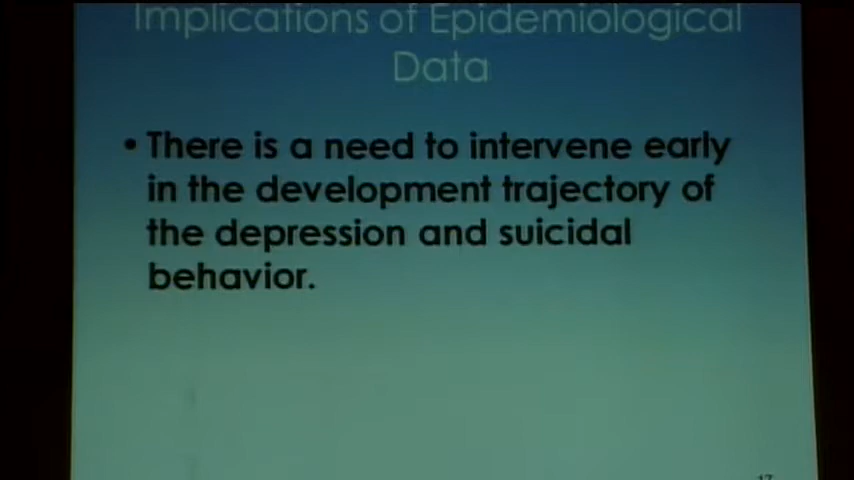 Implications of Epidemiological
Data
• There is a need to intervene early
in the development trajectory of
the depression and suicidal
behavior.
17